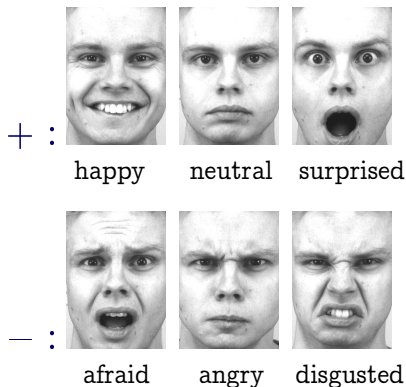 + :
happy neutral surprised
− :
afraid angry disgusted